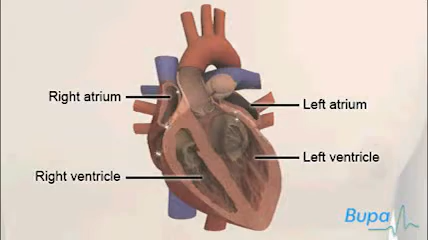 Right atrium
Left atrium
Left ventricle
Right ventricle
Bupa